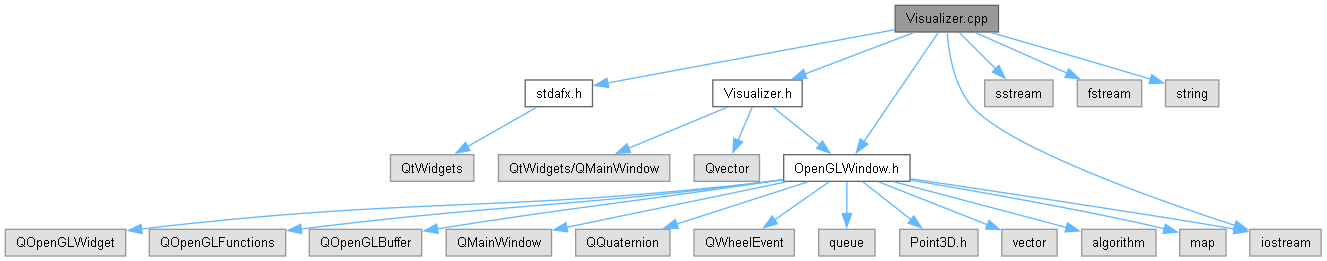 Visualizer.cpp
stdafx.h
Visualizer.h
sstream
fstream
string
QtWidgets
QtWidgets/QMainWindow
Qvector
OpenGLWindow.h
QOpenGLWidget
QOpenGLFunctions
QOpenGLBuffer
QMainWindow
QQuaternion
QWheelEvent
queue
Point3D.h
vector
algorithm
map
iostream